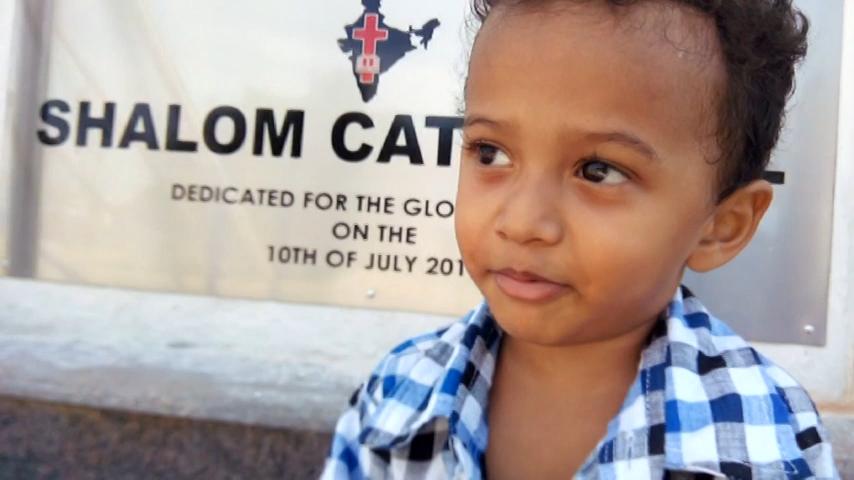 SHALOM CAT
DEDICATED FOR THE GLO
ON THE
10TH OF JULY 201